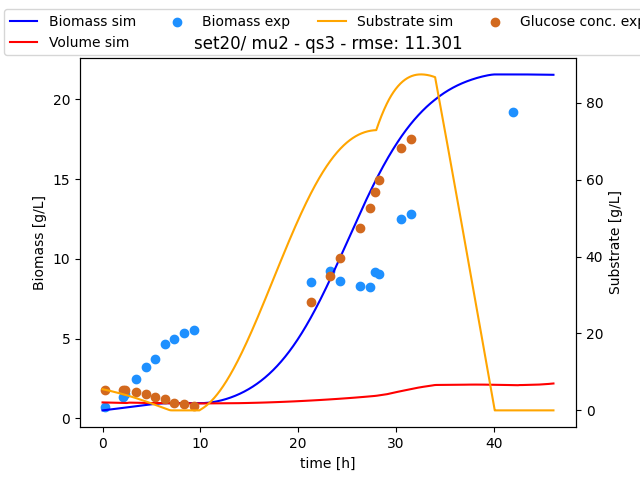 Biomass sim Biomass exp Substrate sim Glucose conc. exp
Volume sim
set20/ mu2 - qs3 - rmse: 11.301
Biomass [g/L]
0
5
10
15
20
Substrate [g/L]
0
20
40
60
80
0 10 20 30 40
time [h]